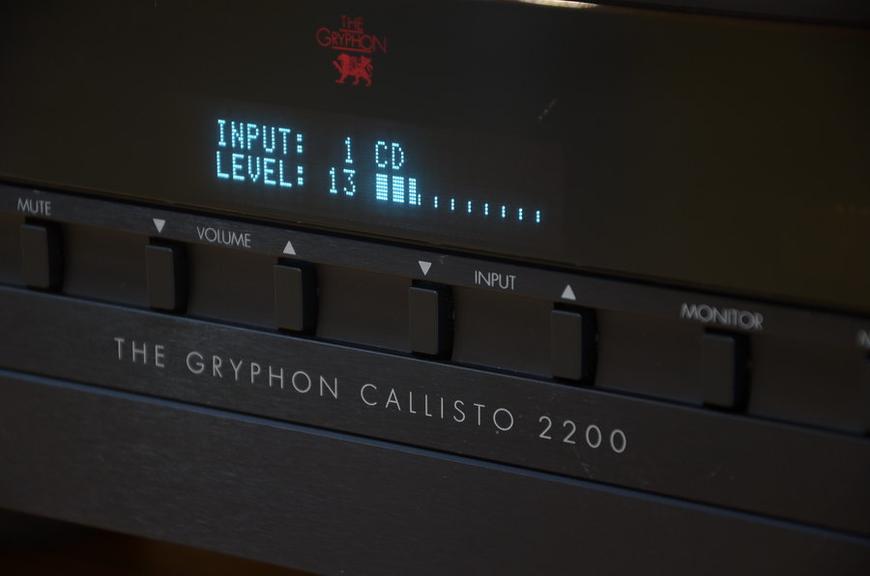 THE
GRYPHON
INPUT: 1 CD
LEVEL: 13
MUTE
▼ VOLUME ▲
▼ INPUT ▲
MONITOR
THE GRYPHON CALLISTO 2200